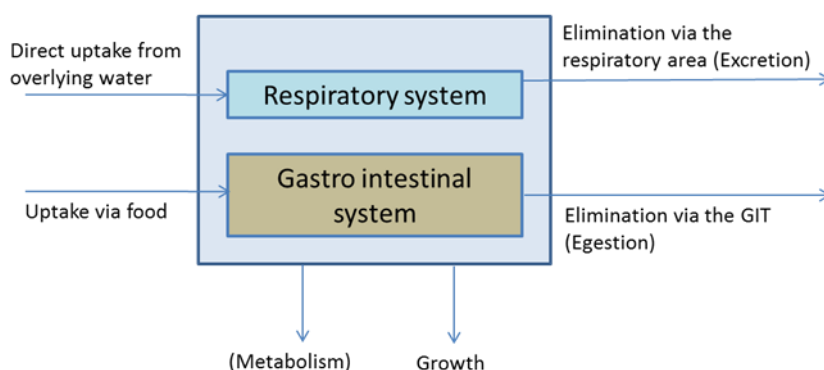 Direct uptake from
overlying water
Elimination via the
respiratory area (Excretion)
Respiratory system
Gastro intestinal
system
Uptake via food
Elimination via the GIT
(Egestion)
(Metabolism)
Growth